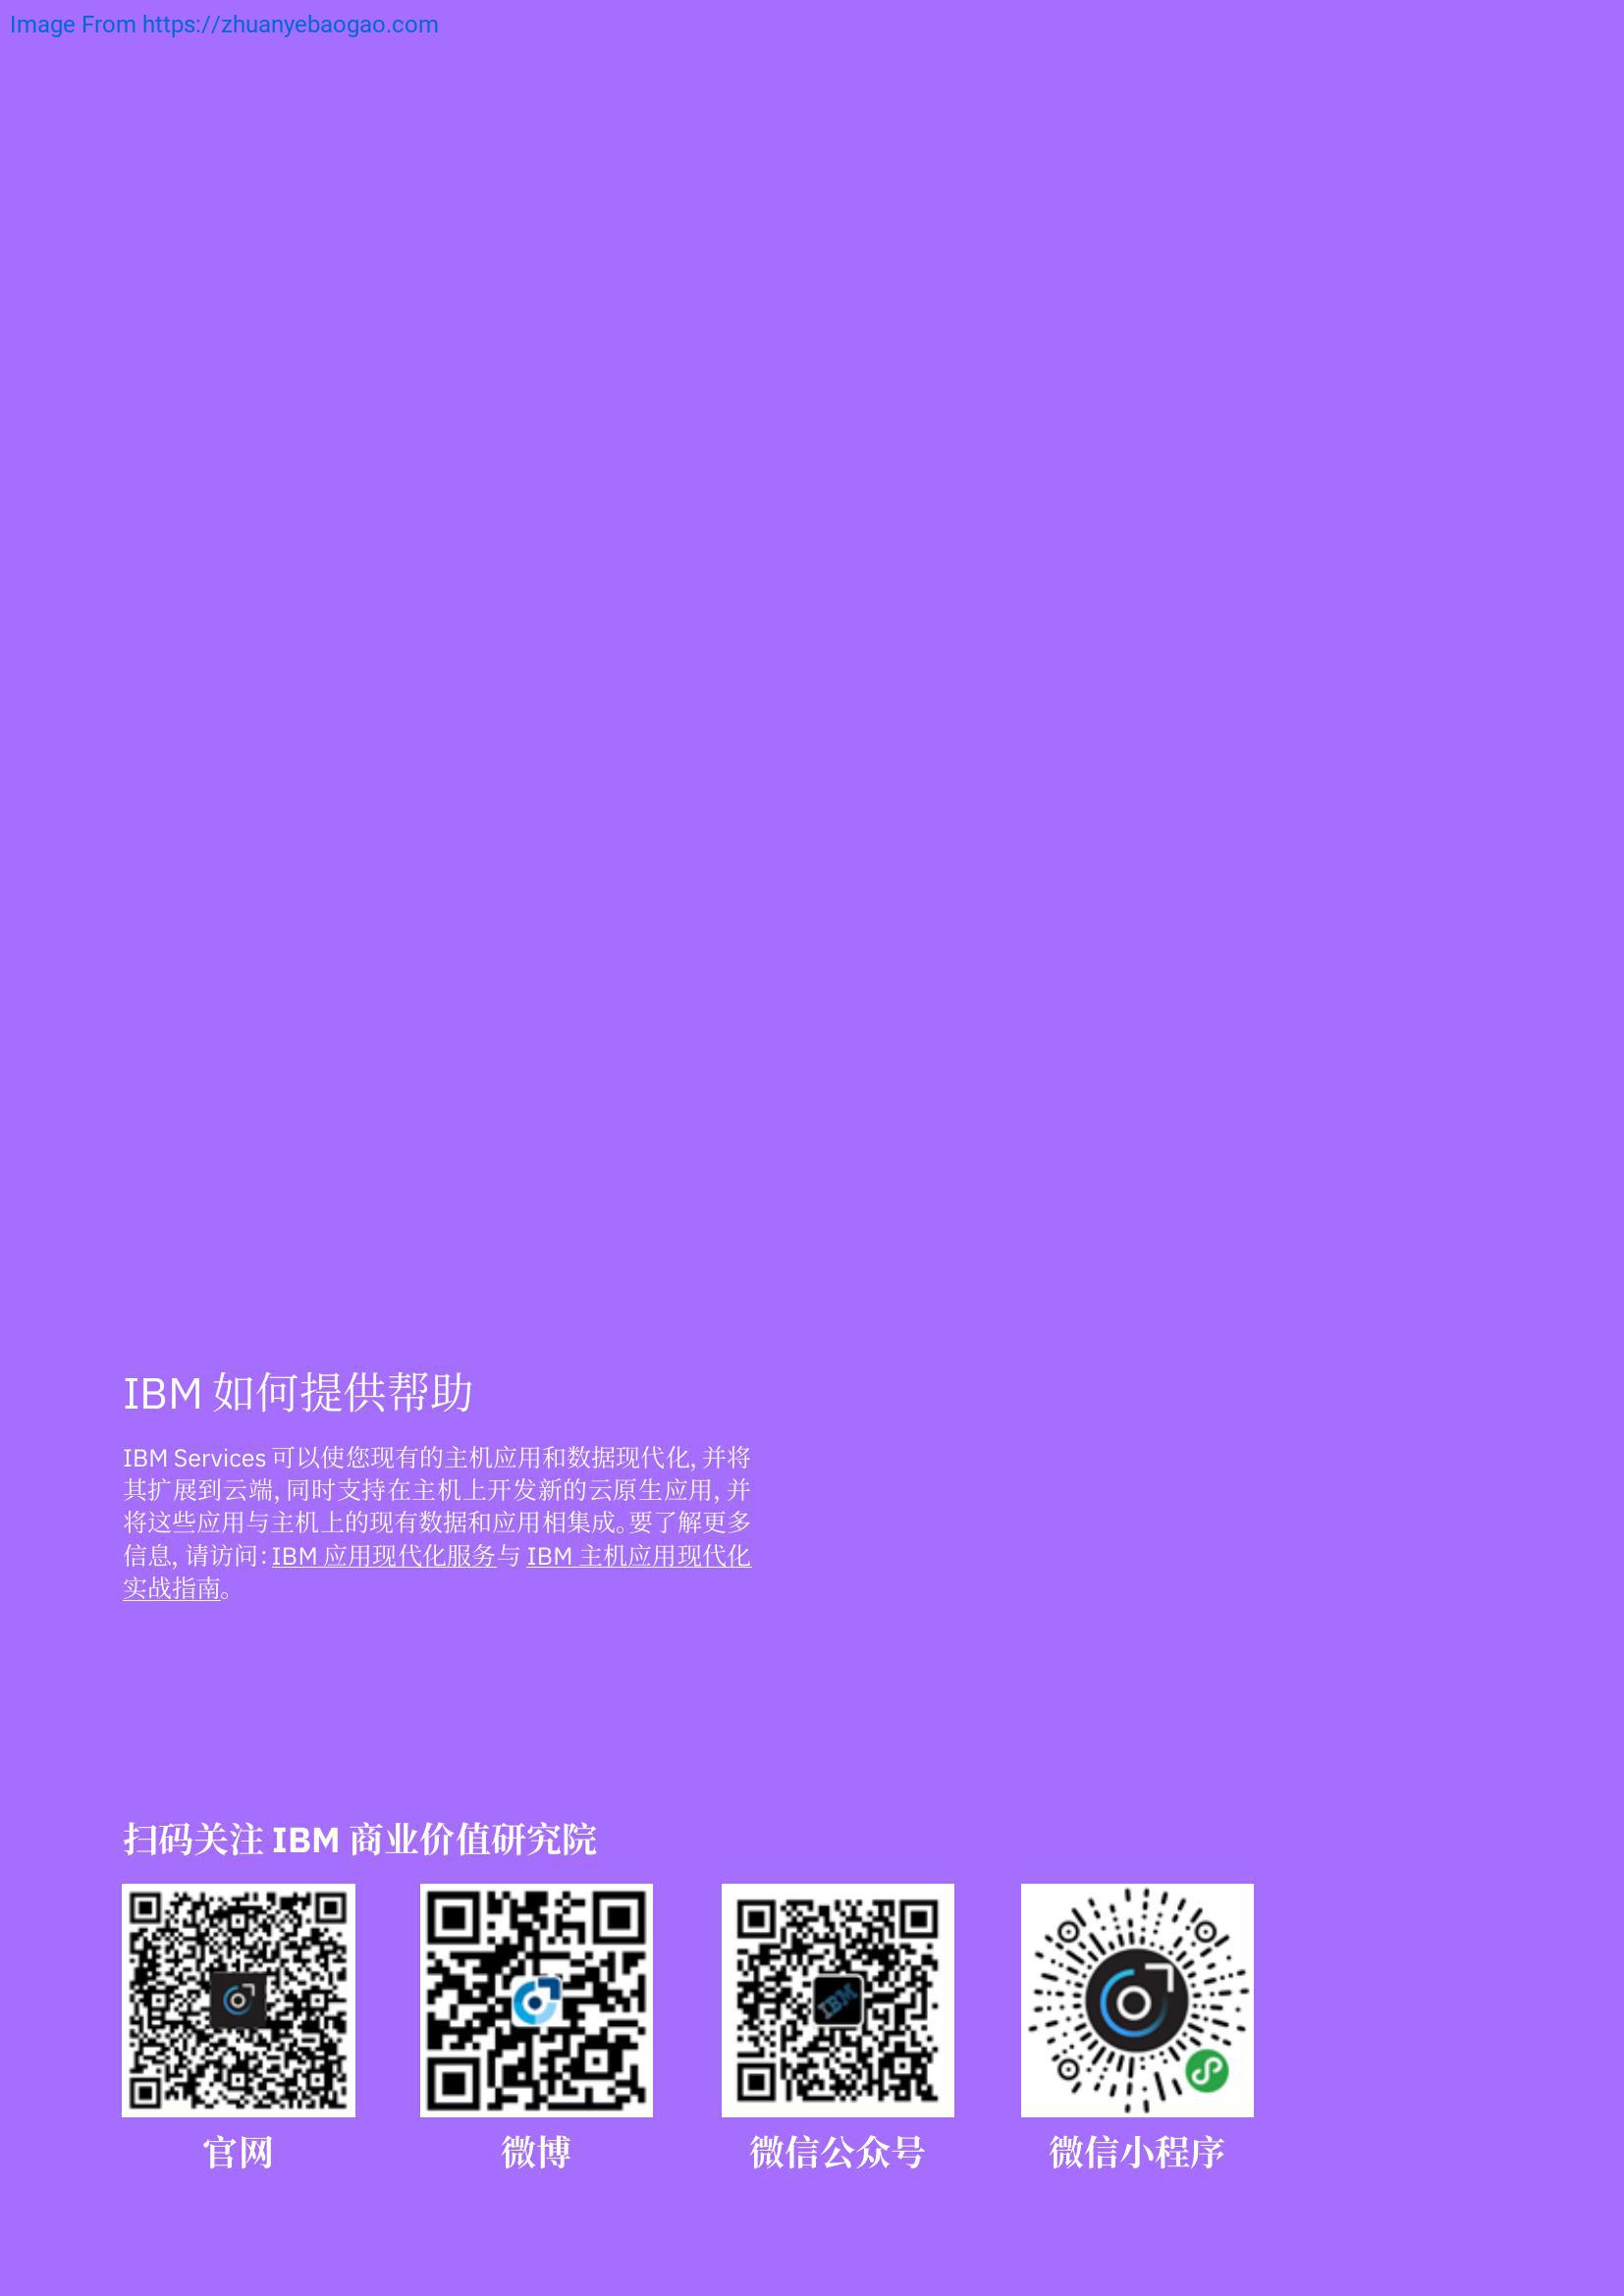 Image From https://zhuanyebaogao.com
IBM 如何提供帮助
IBM Services 可以使您现有的主机应用和数据现代化, 并将
其扩展到云端, 同时支持在主机上开发新的云原生应用, 并
将这些应用与主机上的现有数据和应用相集成。要了解更多
信息, 请访问: IBM 应用现代化服务与 IBM 主机应用现代化
实战指南。
扫码关注 IBM 商业价值研究院
IBM
官网 微博 微信公众号 微信小程序